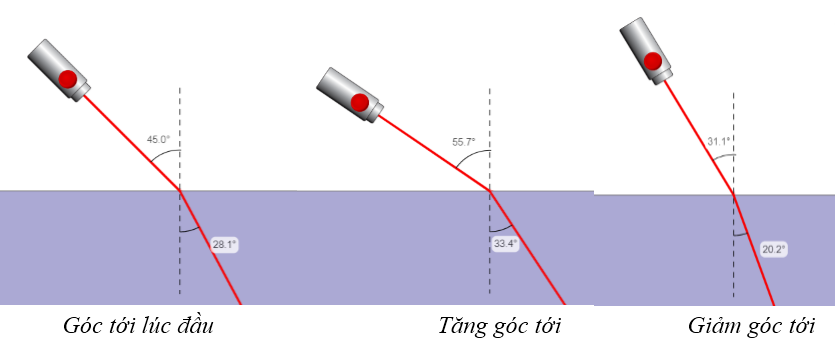 45.0°
28.1°
Góc tới lúc đầu
55.7°
33.4°
Tăng góc tới
31.1°
20.2°
Giảm góc tới